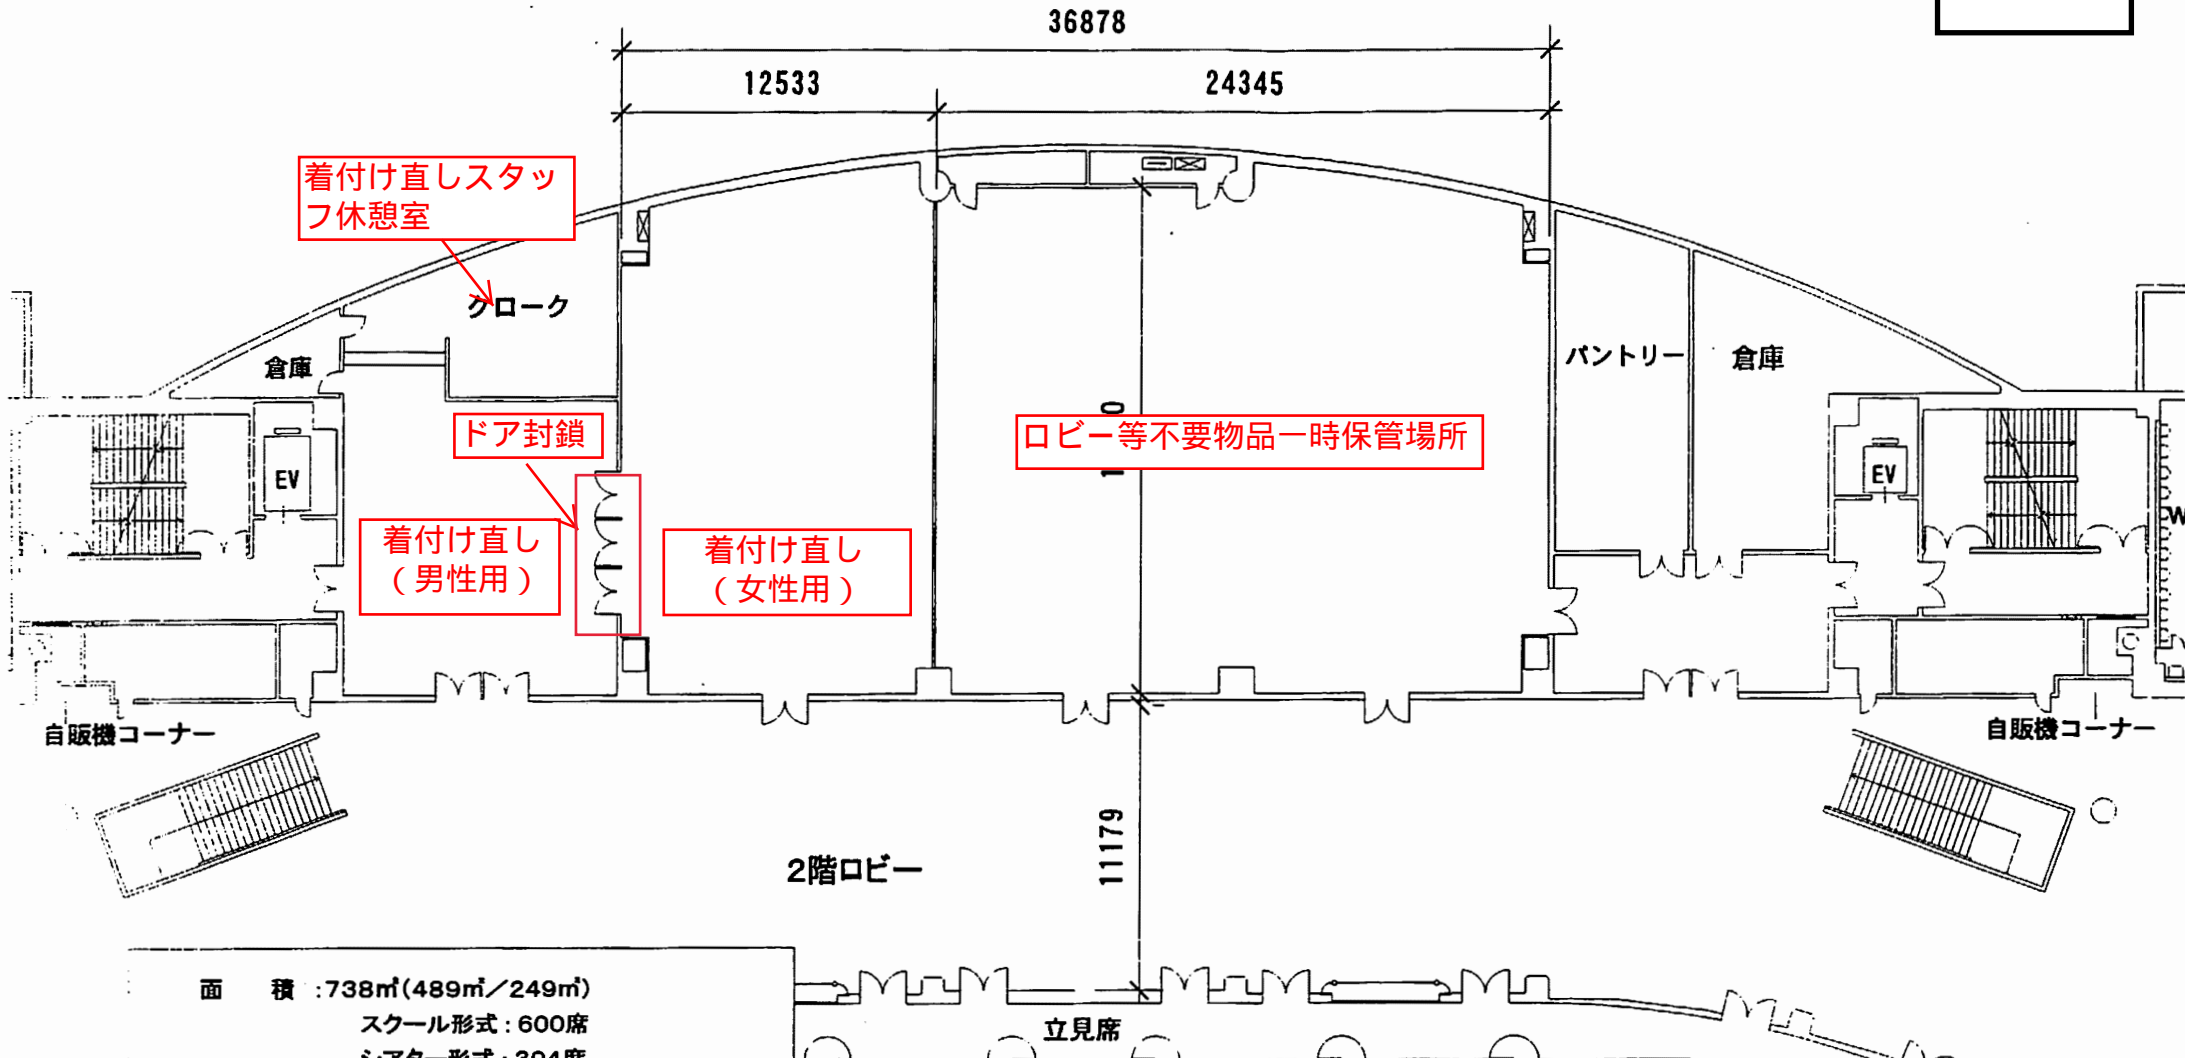 36878
12533
24345
着付け直しスタッ
フ休憩室
クローク
倉庫
パントリー
倉庫
ドア封鎖
ロビー等不要物品一時保管場所
EV
EV
着付け直し
（男性用）
着付け直し
（女性用）
自販機コーナー
自販機コーナー
2階ロビー
11179
面　積：738㎡(489㎡／249㎡)
スクール形式：600席
立見席